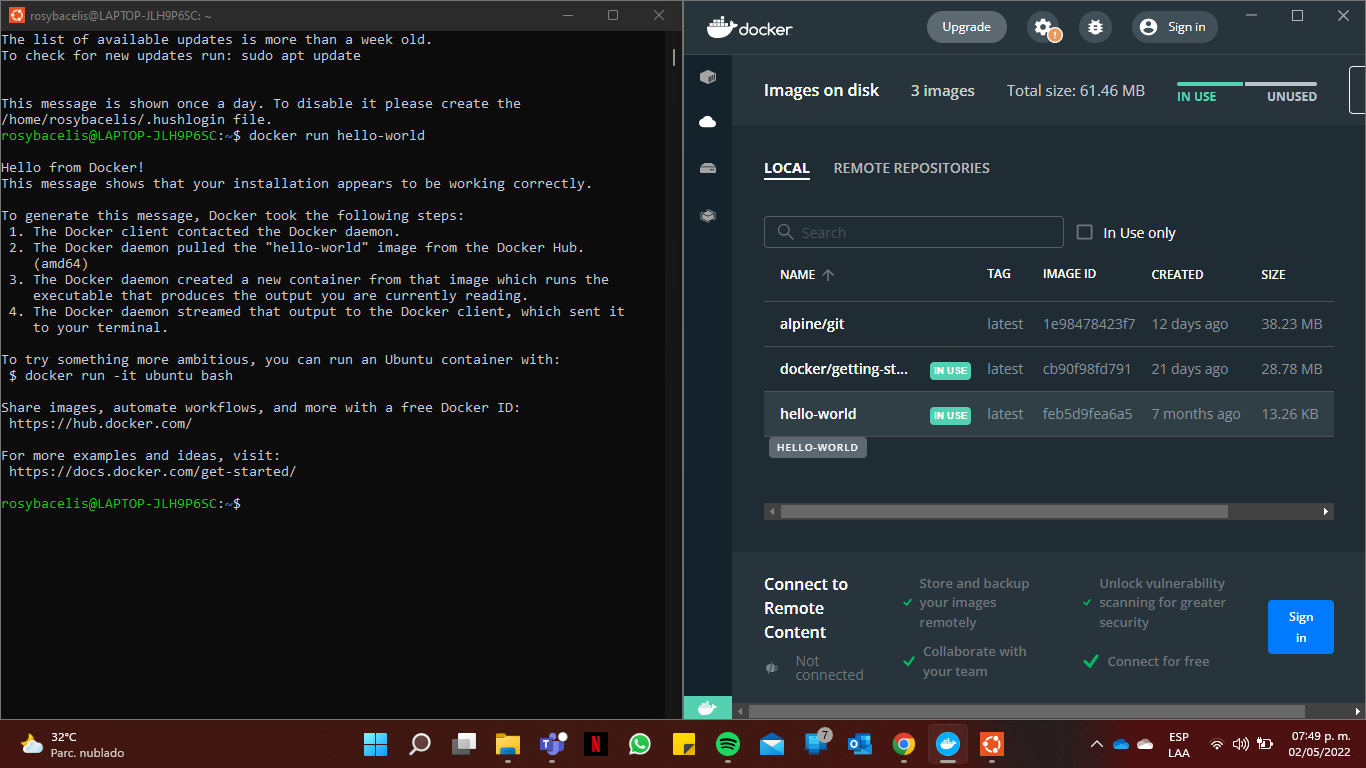 rosybacelis@LAPTOP-JLH9P6SC: ~
The list of available updates is more than a week old.
To check for new updates run: sudo apt update
This message is shown once a day. To disable it please create the
/home/rosybacelis/.hushlogin file.
rosybacelis@LAPTOP-JLH9P6SC:~$ docker run hello-world
Hello from Docker!
This message shows that your installation appears to be working correctly.
To generate this message, Docker took the following steps:
1. The Docker client contacted the Docker daemon.
2. The Docker daemon pulled the "hello-world" image from the Docker Hub.
(amd64)
3. The Docker daemon created a new container from that image which runs the
executable that produces the output you are currently reading.
4. The Docker daemon streamed that output to the Docker client, which sent it
to your terminal.
To try something more ambitious, you can run an Ubuntu container with:
$ docker run -it ubuntu bash
Share images, automate workflows, and more with a free Docker ID:
https://hub.docker.com/
For more examples and ideas, visit:
https://docs.docker.com/get-started/
rosybacelis@LAPTOP-JLH9P6SC:~$
docker
Upgrade
Sign in
Images on disk 3 images Total size: 61.46 MB
IN USE UNUSED
LOCAL REMOTE REPOSITORIES
Search
In Use only
NAME TAG IMAGE ID CREATED SIZE
alpine/git latest 1e98478423f7 12 days ago 38.23 MB
docker/getting-st... IN USE latest cb90f98fd791 21 days ago 28.78 MB
hello-world IN USE latest feb5d9fea6a5 7 months ago 13.26 KB
HELLO-WORLD
Connect to
Remote
Content
Not
connected
Store and backup
your images
remotely
Collaborate with
your team
Unlock vulnerability
scanning for greater
security
Connect for free
Sign
in
32°C
Parc. nublado
7
ESP
LAA
07:49 p. m.
02/05/2022